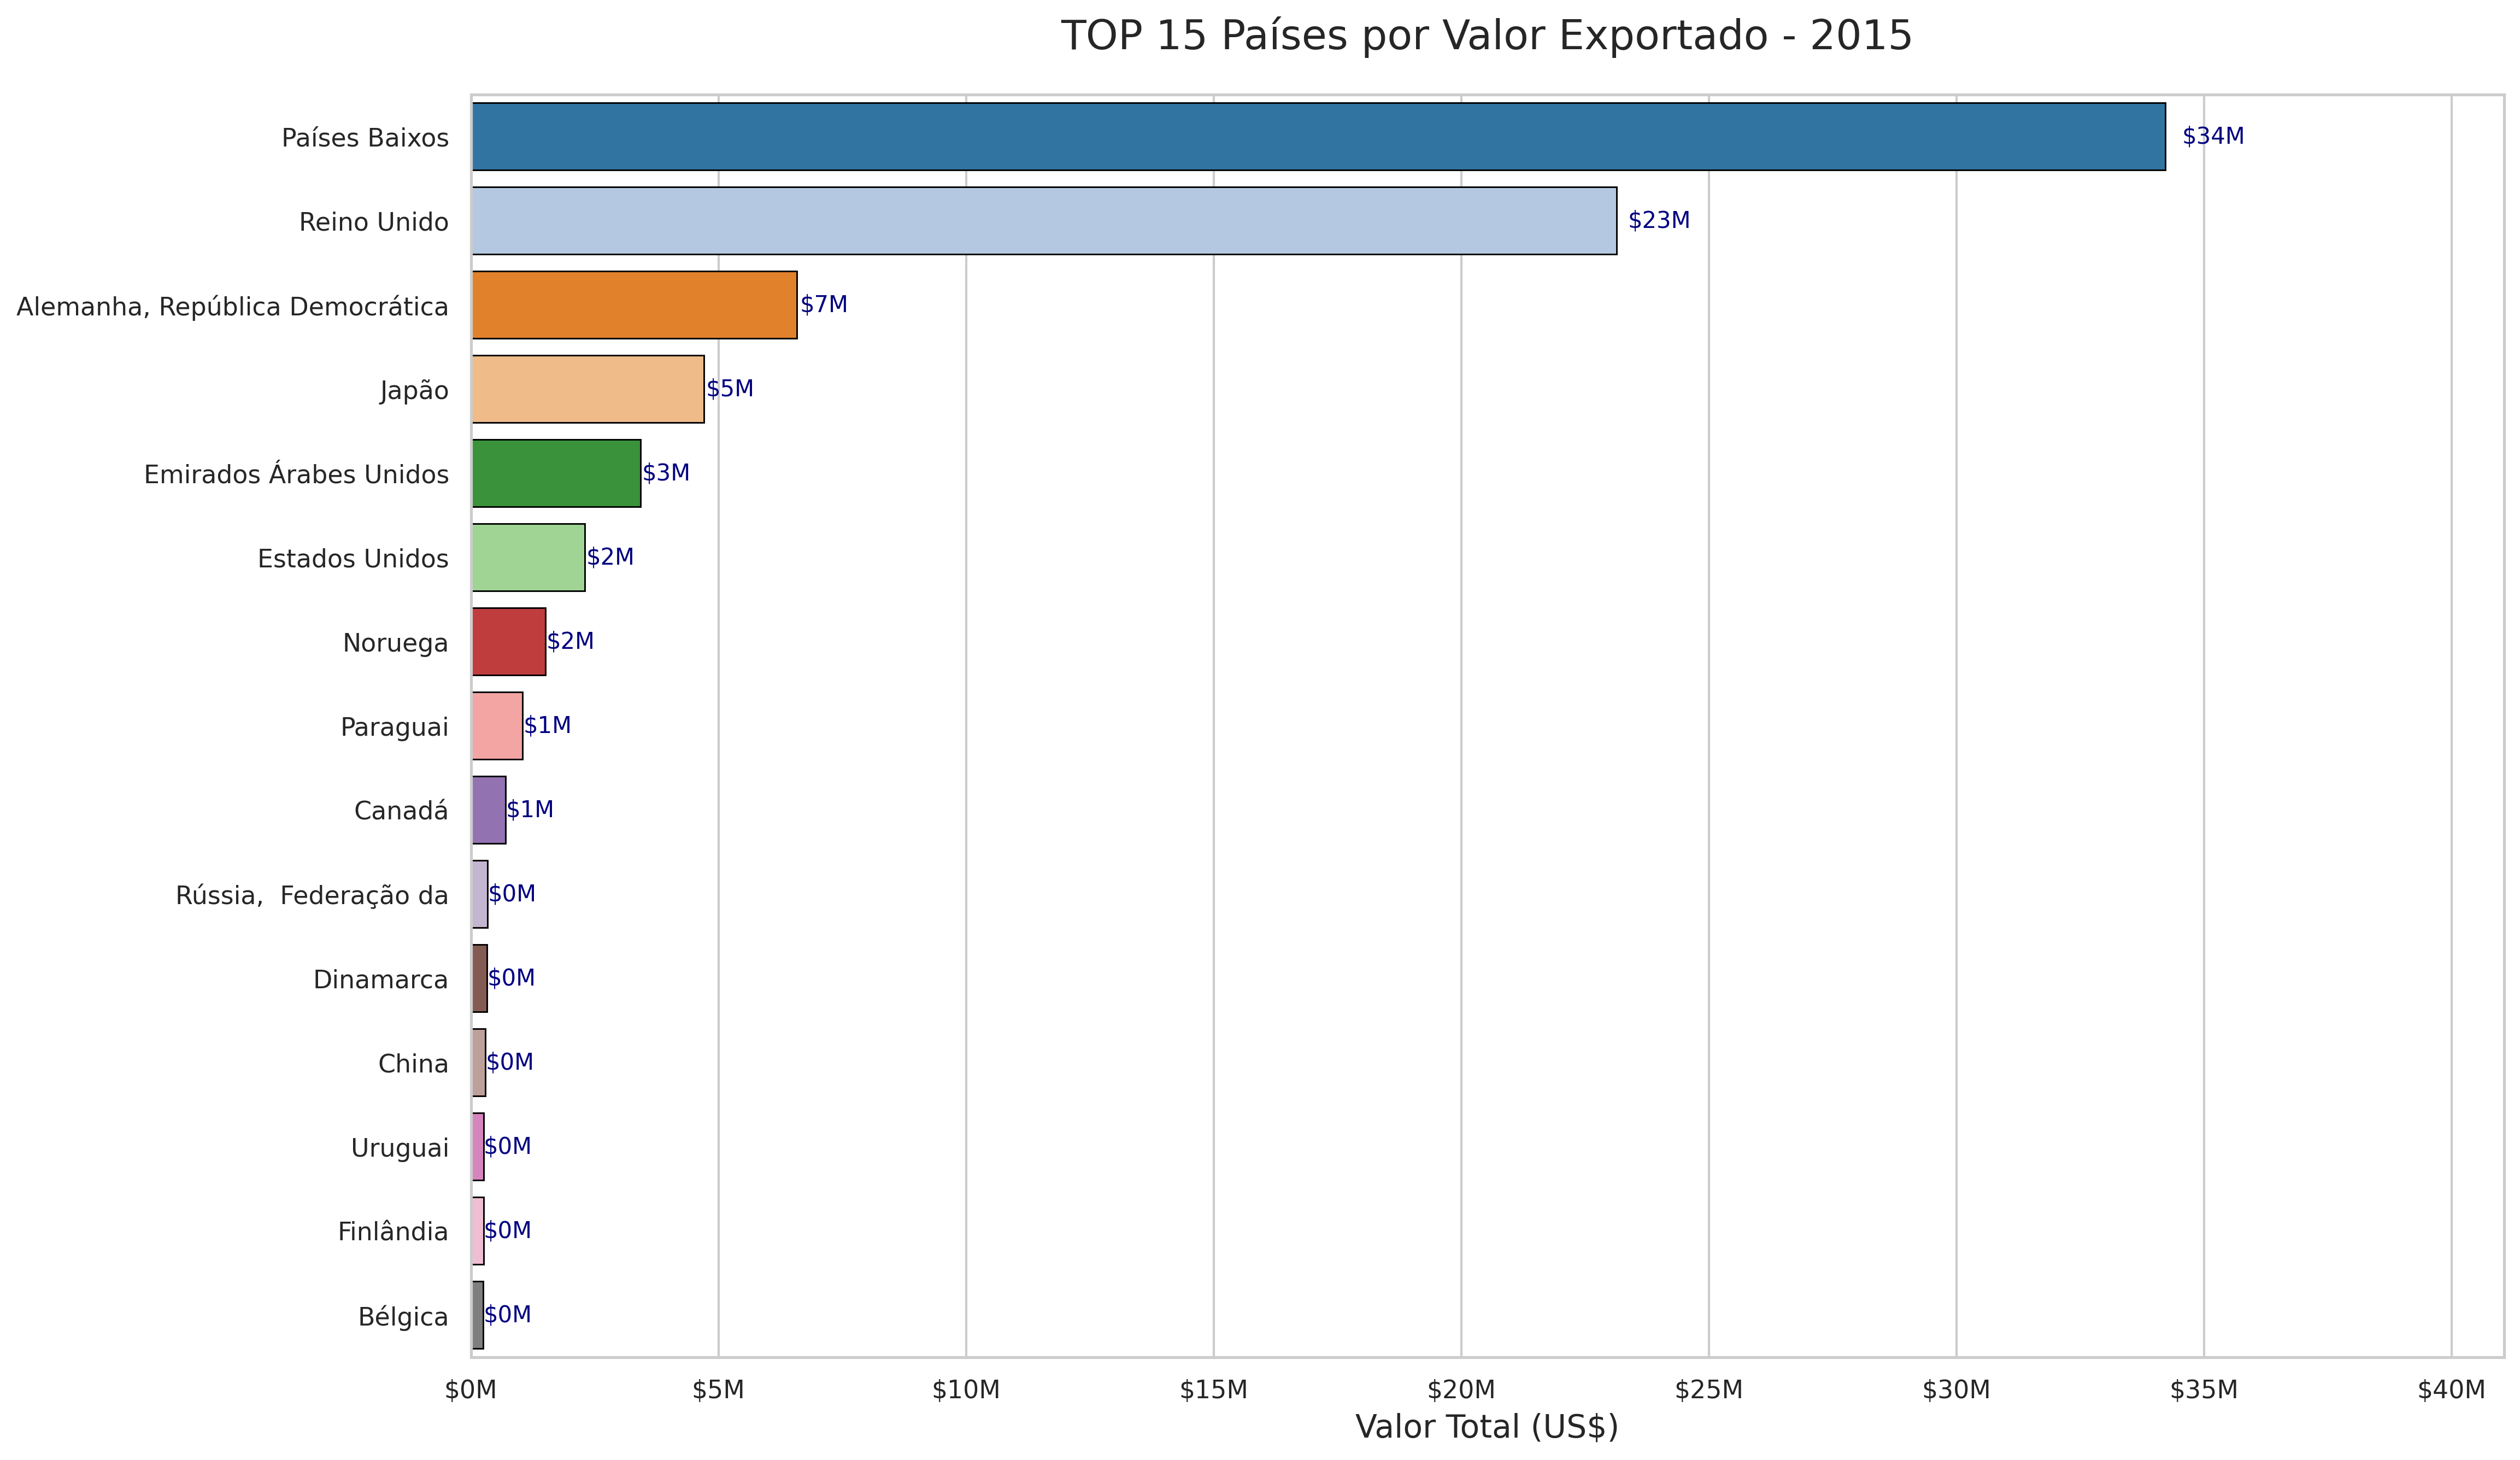 TOP 15 Países por Valor Exportado - 2015
Países Baixos $34M
Reino Unido $23M
Alemanha, República Democrática $7M
Japão $5M
Emirados Árabes Unidos $3M
Estados Unidos $2M
Noruega $2M
Paraguai $1M
Canadá $1M
Rússia,  Federação da $0M
Dinamarca $0M
China $0M
Uruguai $0M
Finlândia $0M
Bélgica $0M
$0M $5M $10M $15M $20M $25M $30M $35M $40M
Valor Total (US$)